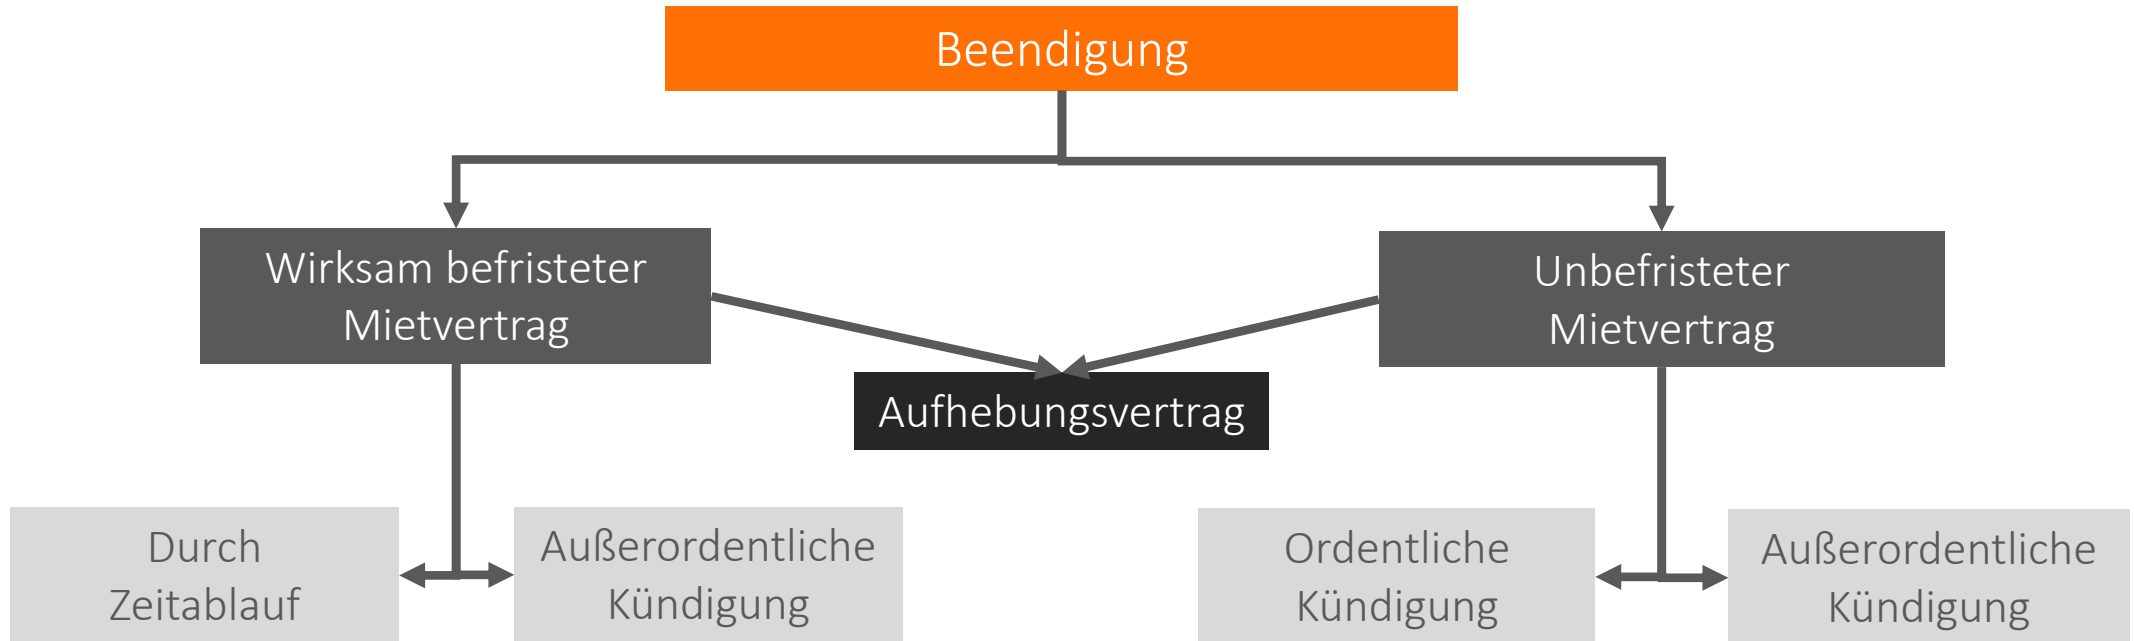 Beendigung
Wirksam befristeter
Mietvertrag
Unbefristeter
Mietvertrag
Aufhebungsvertrag
Durch
Zeitablauf
Außerordentliche
Kündigung
Ordentliche
Kündigung
Außerordentliche
Kündigung